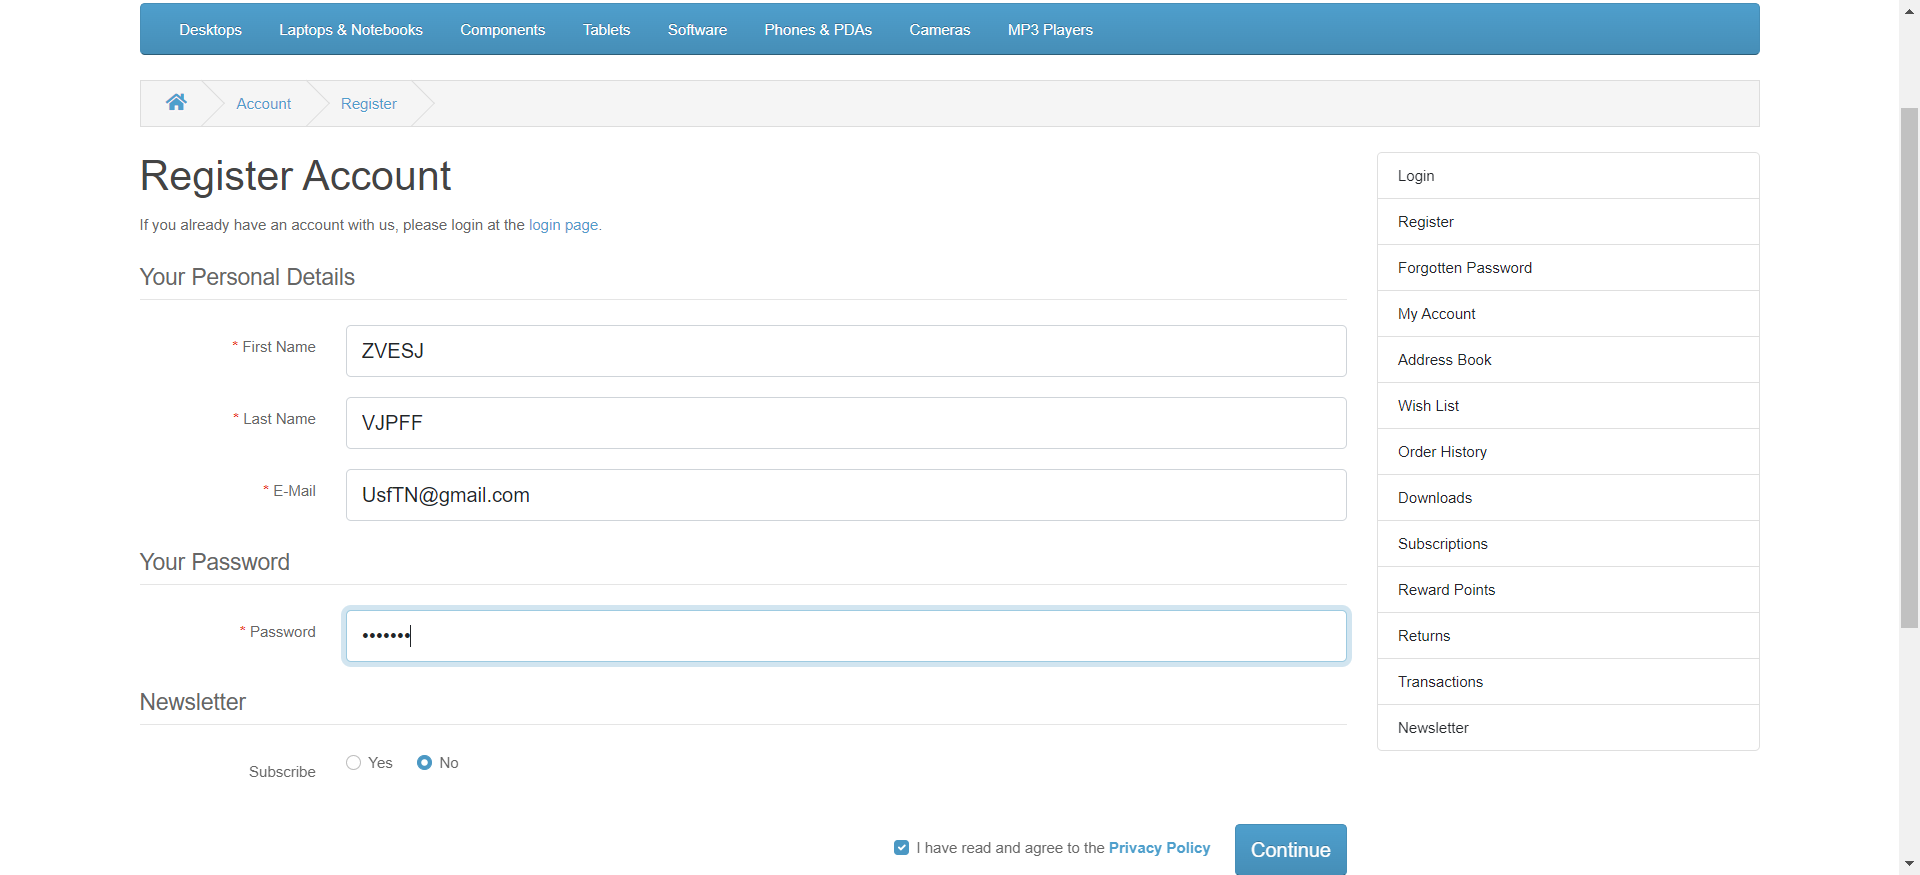 Desktops Laptops & Notebooks Components Tablets Software Phones & PDAs Cameras MP3 Players
Account Register
Register Account
If you already have an account with us, please login at the login page.
Your Personal Details
* First Name ZVESJ
* Last Name VJPFF
* E-Mail UsfTN@gmail.com
Your Password
* Password •••••••
Newsletter
Subscribe Yes No
I have read and agree to the Privacy Policy Continue
Login
Register
Forgotten Password
My Account
Address Book
Wish List
Order History
Downloads
Subscriptions
Reward Points
Returns
Transactions
Newsletter